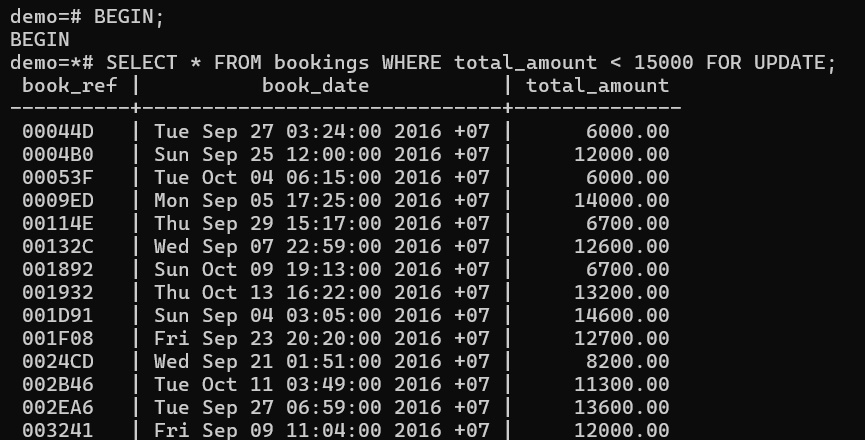 demo=# BEGIN;
BEGIN
demo=*# SELECT * FROM bookings WHERE total_amount < 15000 FOR UPDATE;
 book_ref |          book_date           | total_amount
----------+------------------------------+--------------
 00044D   | Tue Sep 27 03:24:00 2016 +07 |      6000.00
 0004B0   | Sun Sep 25 12:00:00 2016 +07 |     12000.00
 00053F   | Tue Oct 04 06:15:00 2016 +07 |      6000.00
 0009ED   | Mon Sep 05 17:25:00 2016 +07 |     14000.00
 00114E   | Thu Sep 29 15:17:00 2016 +07 |      6700.00
 00132C   | Wed Sep 07 22:59:00 2016 +07 |     12600.00
 001892   | Sun Oct 09 19:13:00 2016 +07 |      6700.00
 001932   | Thu Oct 13 16:22:00 2016 +07 |     13200.00
 001D91   | Sun Sep 04 03:05:00 2016 +07 |     14600.00
 001F08   | Fri Sep 23 20:20:00 2016 +07 |     12700.00
 0024CD   | Wed Sep 21 01:51:00 2016 +07 |      8200.00
 002B46   | Tue Oct 11 03:49:00 2016 +07 |     11300.00
 002EA6   | Tue Sep 27 06:59:00 2016 +07 |     13600.00
 003241   | Fri Sep 09 11:04:00 2016 +07 |     12000.00